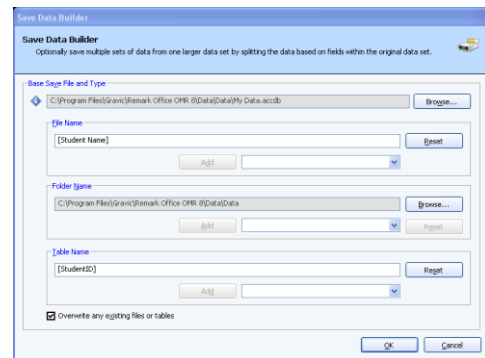 Save Data Builder
Save Data Builder
Optionally save multiple sets of data from one larger data set by splitting the data based on fields within the original data set.
Base Save File and Type
C:\Program Files\Gravic\Remark Office OMR 8\Data\Data\My Data.accdb
Browse...
File Name
[Student Name]
Reset
Add
Folder Name
C:\Program Files\Gravic\Remark Office OMR 8\Data\Data
Browse...
Add
Reset
Table Name
[StudentID]
Reset
Add
Overwrite any existing files or tables
OK
Cancel